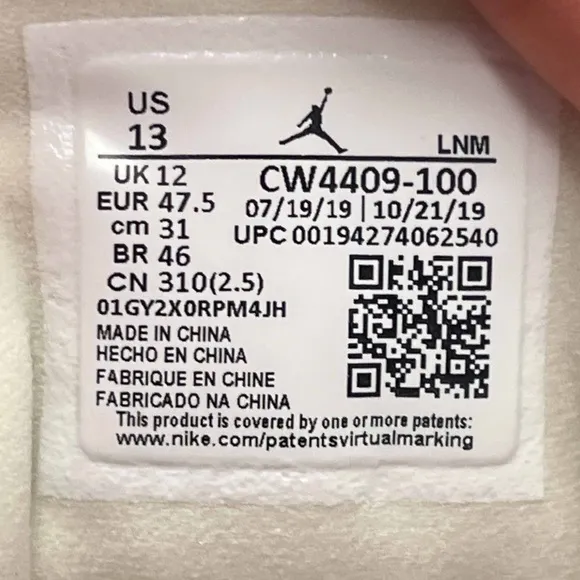 US
13
LNM
UK 12
EUR 47.5
cm 31
BR 46
CN 310(2.5)
CW4409-100
07/19/19 | 10/21/19
UPC 00194274062540
01GY2X0RPM4JH
MADE IN CHINA
HECHO EN CHINA
FABRIQUE EN CHINE
FABRICADO NA CHINA
This product is covered by one or more patents:
www.nike.com/patentsvirtualmarking